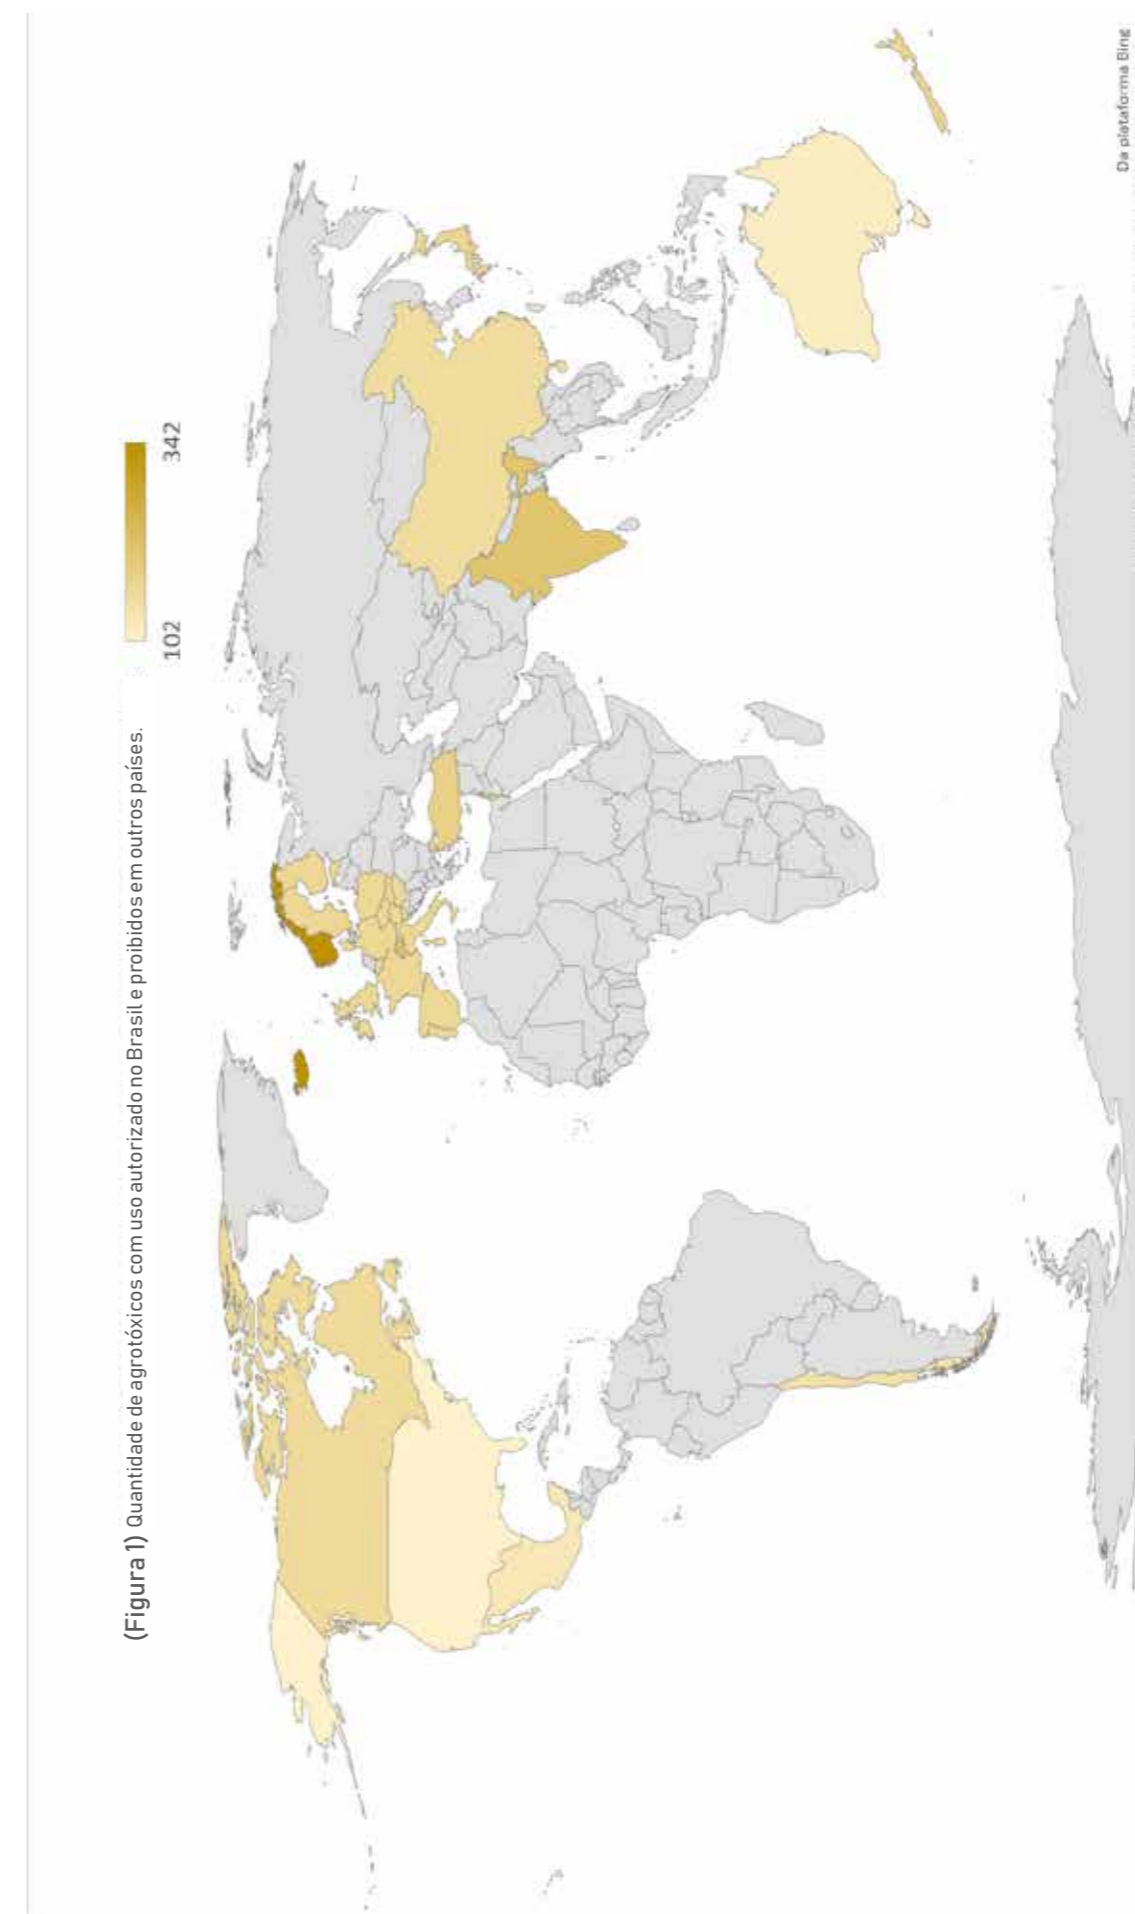 (Figura 1) Quantidade de agrotóxicos com uso autorizado no Brasil e proibidos em outros países.
102 342
Da plataforma Bing